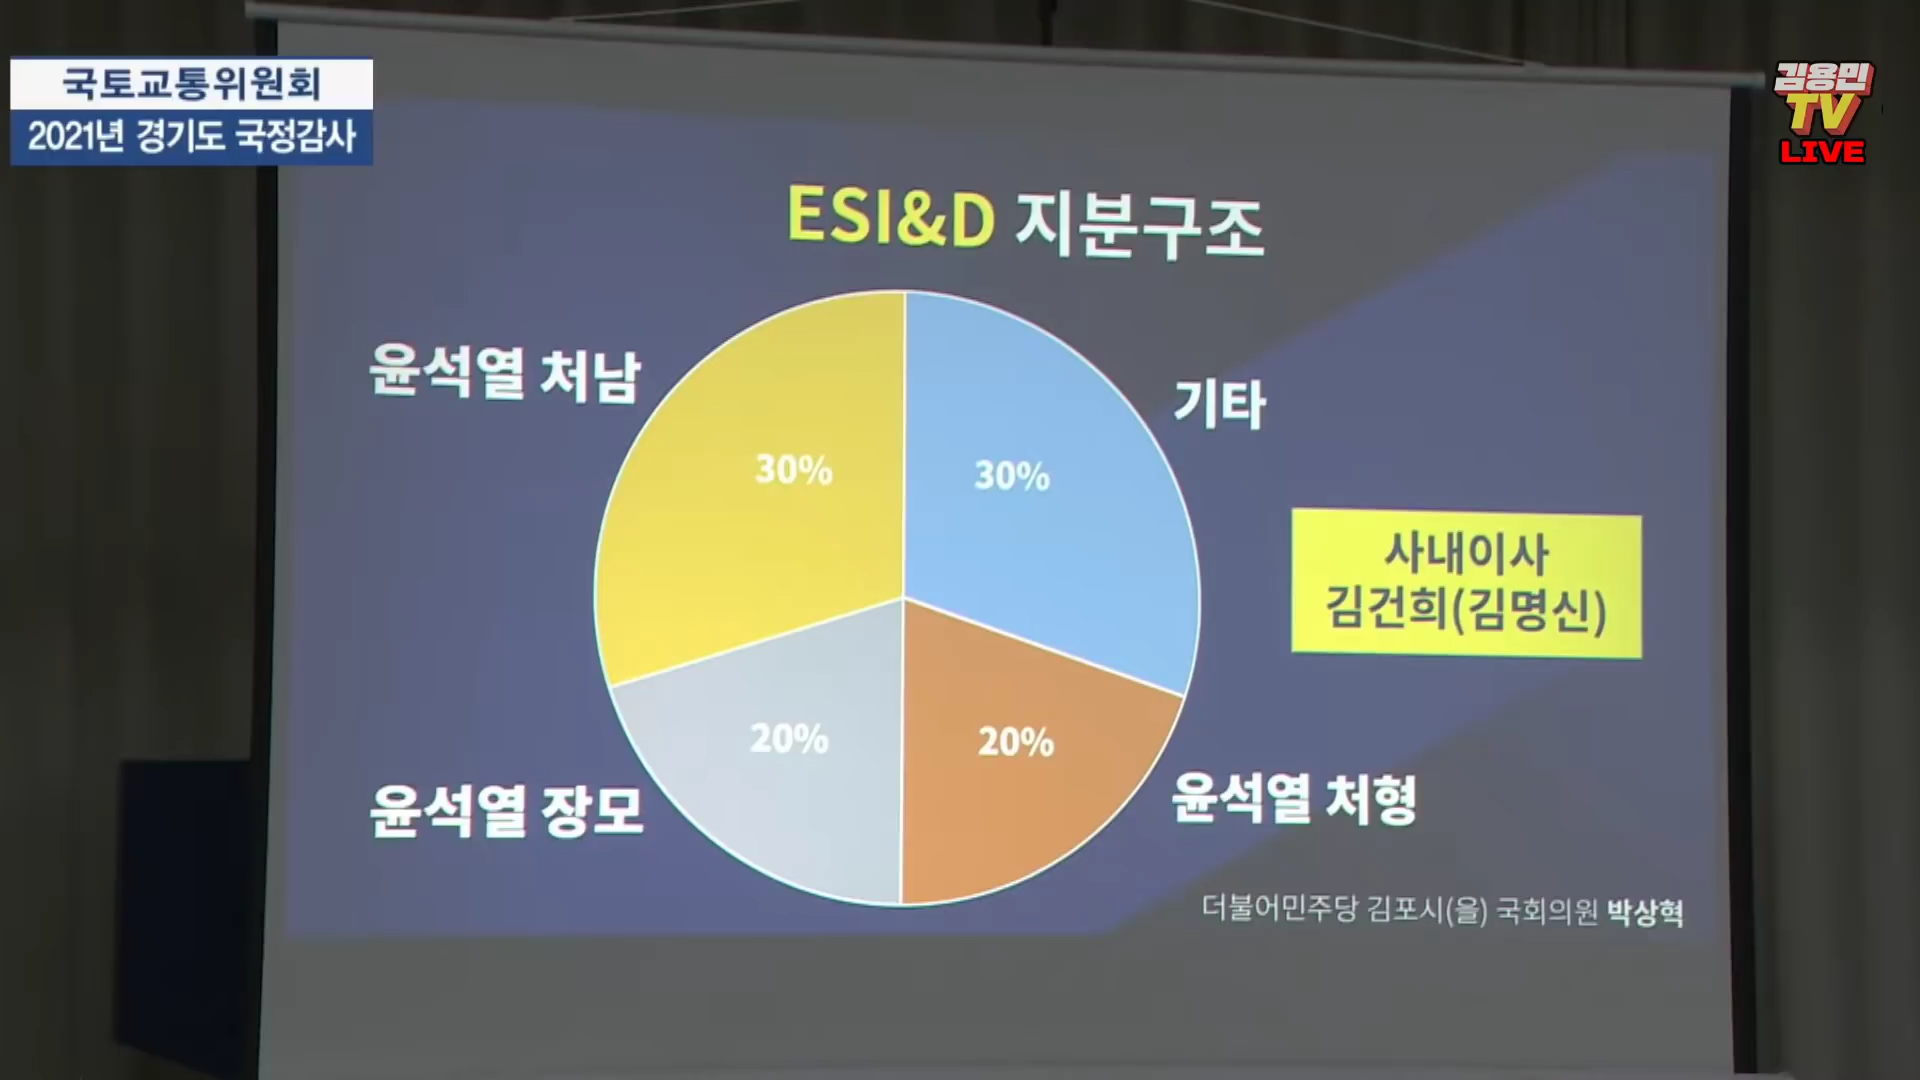 국토교통위원회
2021년 경기도 국정감사
김용민
TV
LIVE
ESI&D 지분구조
윤석열 처남
기타
30%
30%
사내이사
김건희(김명신)
20%
20%
윤석열 장모
윤석열 처형
더불어민주당 김포시(을) 국회의원 박상혁